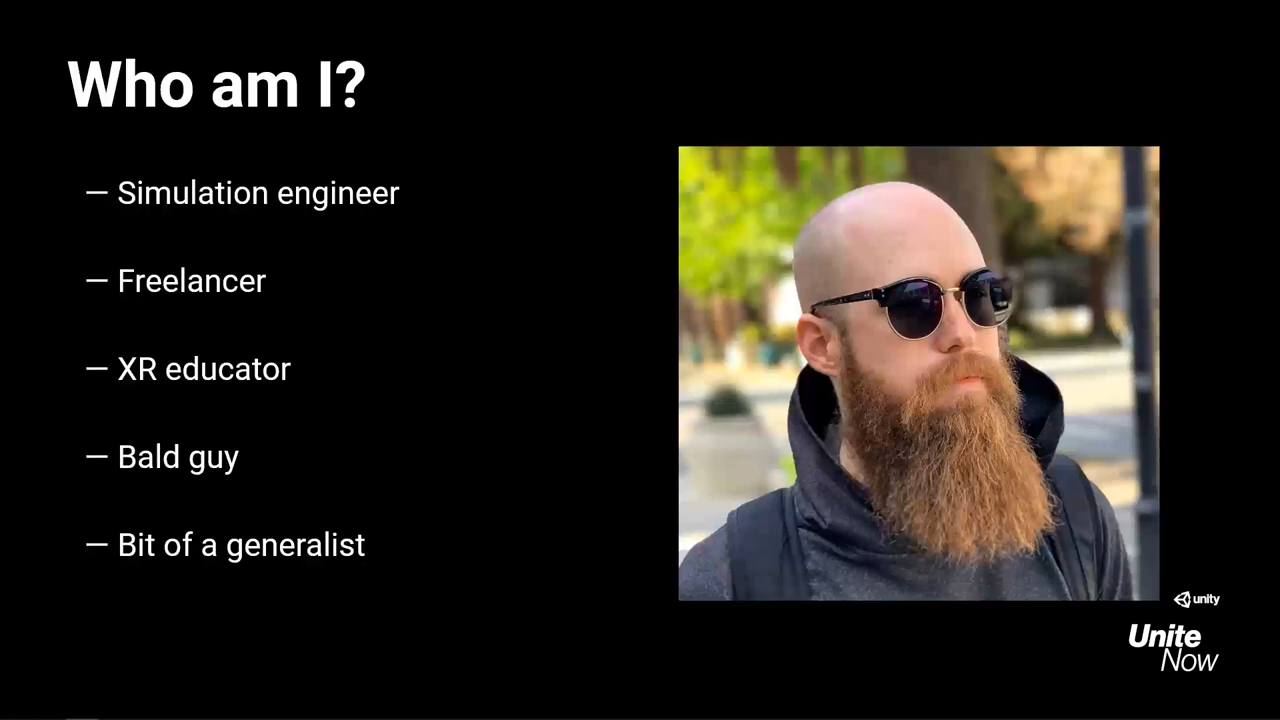 Who am I?
— Simulation engineer
— Freelancer
— XR educator
— Bald guy
— Bit of a generalist
unity
Unite
Now